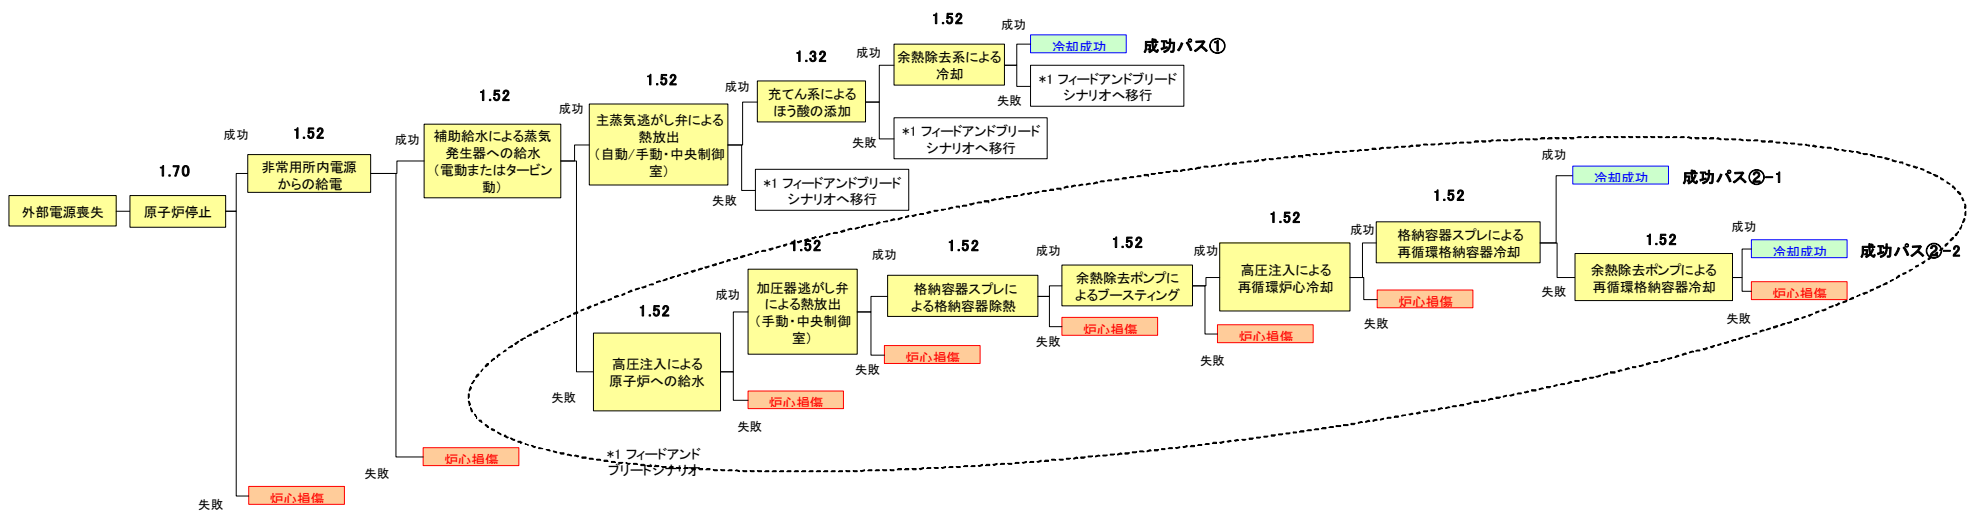 外部電源喪失
1.70
原子炉停止
成功
失敗
炉心損傷
1.52
非常用所内電源
からの給電
成功
失敗
炉心損傷
1.52
補助給水による蒸気
発生器への給水
(電動またはタービン
動)
成功
失敗
1.52
主蒸気逃がし弁による
熱放出
(自動/手動・中央制御
室)
成功
失敗
*1 フィードアンドブリード
シナリオへ移行
1.32
充てん系による
ほう酸の添加
成功
失敗
*1 フィードアンドブリード
シナリオへ移行
1.52
余熱除去系による
冷却
成功
冷却成功
成功パス①
失敗
*1 フィードアンドブリード
シナリオへ移行
1.52
高圧注入による
原子炉への給水
成功
失敗
炉心損傷
*1 フィードアンド
ブリードシナリオ
1.52
加圧器逃がし弁
による熱放出
(手動・中央制御
室)
成功
失敗
炉心損傷
1.52
格納容器スプレイに
よる格納容器除熱
成功
失敗
炉心損傷
1.52
余熱除去ポンプに
よるブースティング
成功
失敗
炉心損傷
1.52
高圧注入による
再循環炉心冷却
成功
失敗
炉心損傷
1.52
格納容器スプレによる
再循環格納容器冷却
成功
冷却成功
成功パス②-1
失敗
1.52
余熱除去ポンプによる
再循環格納容器冷却
成功
冷却成功
成功パス②-2
失敗
炉心損傷